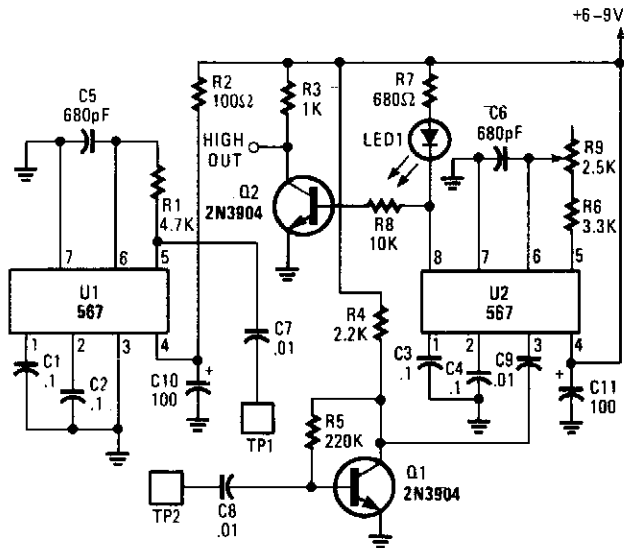 +6-9V
C5
680pF
R2
100Ω
R3
1K
R7
680Ω
C6
680pF
HIGH
OUT
LED1
R9
2.5K
R1
4.7K
Q2
2N3904
R8
10K
R6
3.3K
7
6
5
8
7
6
5
U1
567
R4
2.2K
U2
567
1
2
3
4
C7
.01
1
2
3
4
C1
.1
C2
.1
C10
100
+
C3
.1
C4
.1
C9
.01
+
C11
100
TP1
R5
220K
Q1
2N3904
TP2
C8
.01